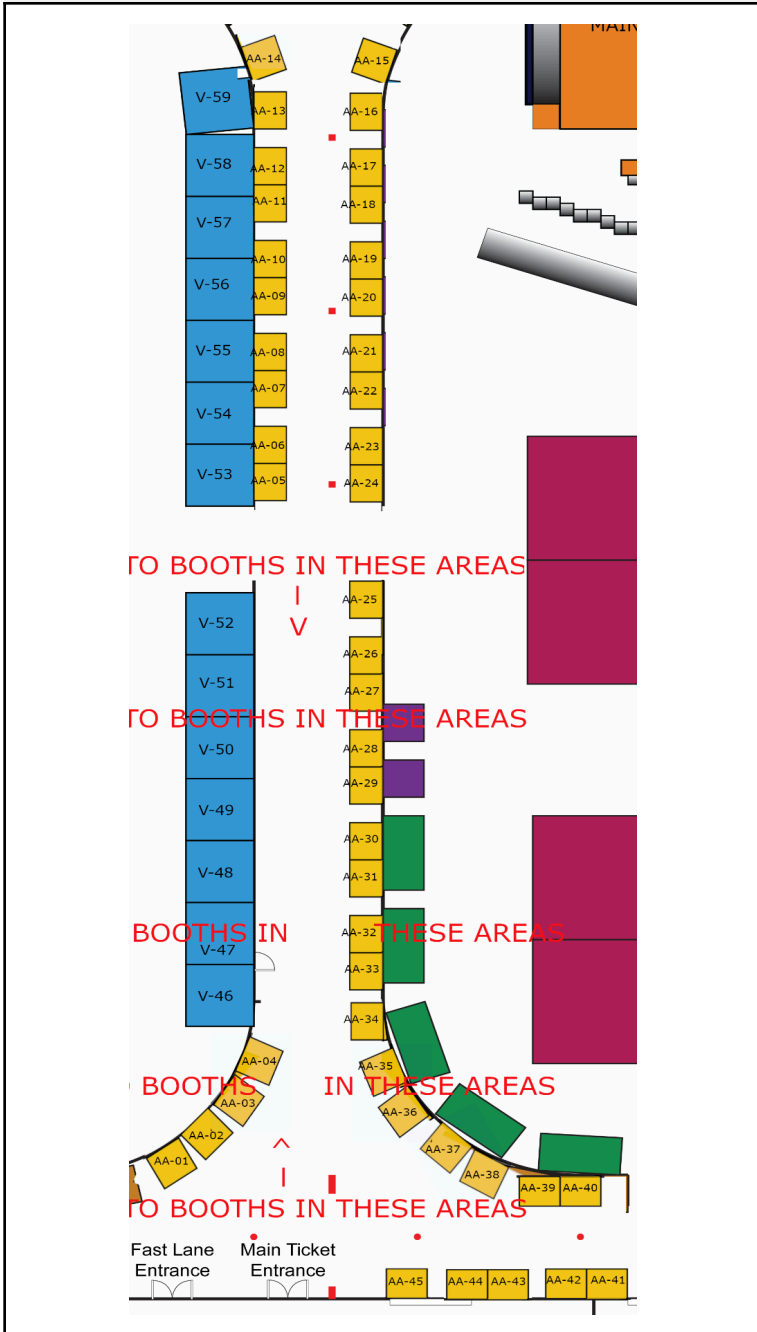 MAIN
AA-14
AA-15
V-59
AA-13
AA-16
V-58
AA-12
AA-17
AA-11
AA-18
V-57
AA-10
AA-19
V-56
AA-09
AA-20
V-55
AA-08
AA-21
AA-07
AA-22
V-54
AA-06
AA-23
V-53
AA-05
AA-24
TO BOOTHS IN THESE AREAS
I
V
AA-25
V-52
AA-26
V-51
AA-27
TO BOOTHS IN THESE AREAS
V-50
AA-28
AA-29
V-49
AA-30
V-48
AA-31
BOOTHS IN THESE AREAS
AA-32
V-47
AA-33
V-46
AA-34
AA-04
AA-35
BOOTHS IN THESE AREAS
AA-03
AA-36
AA-02
AA-37
AA-01
AA-38
^
I
AA-39
AA-40
TO BOOTHS IN THESE AREAS
Fast Lane
Entrance
Main Ticket
Entrance
AA-45
AA-44
AA-43
AA-42
AA-41